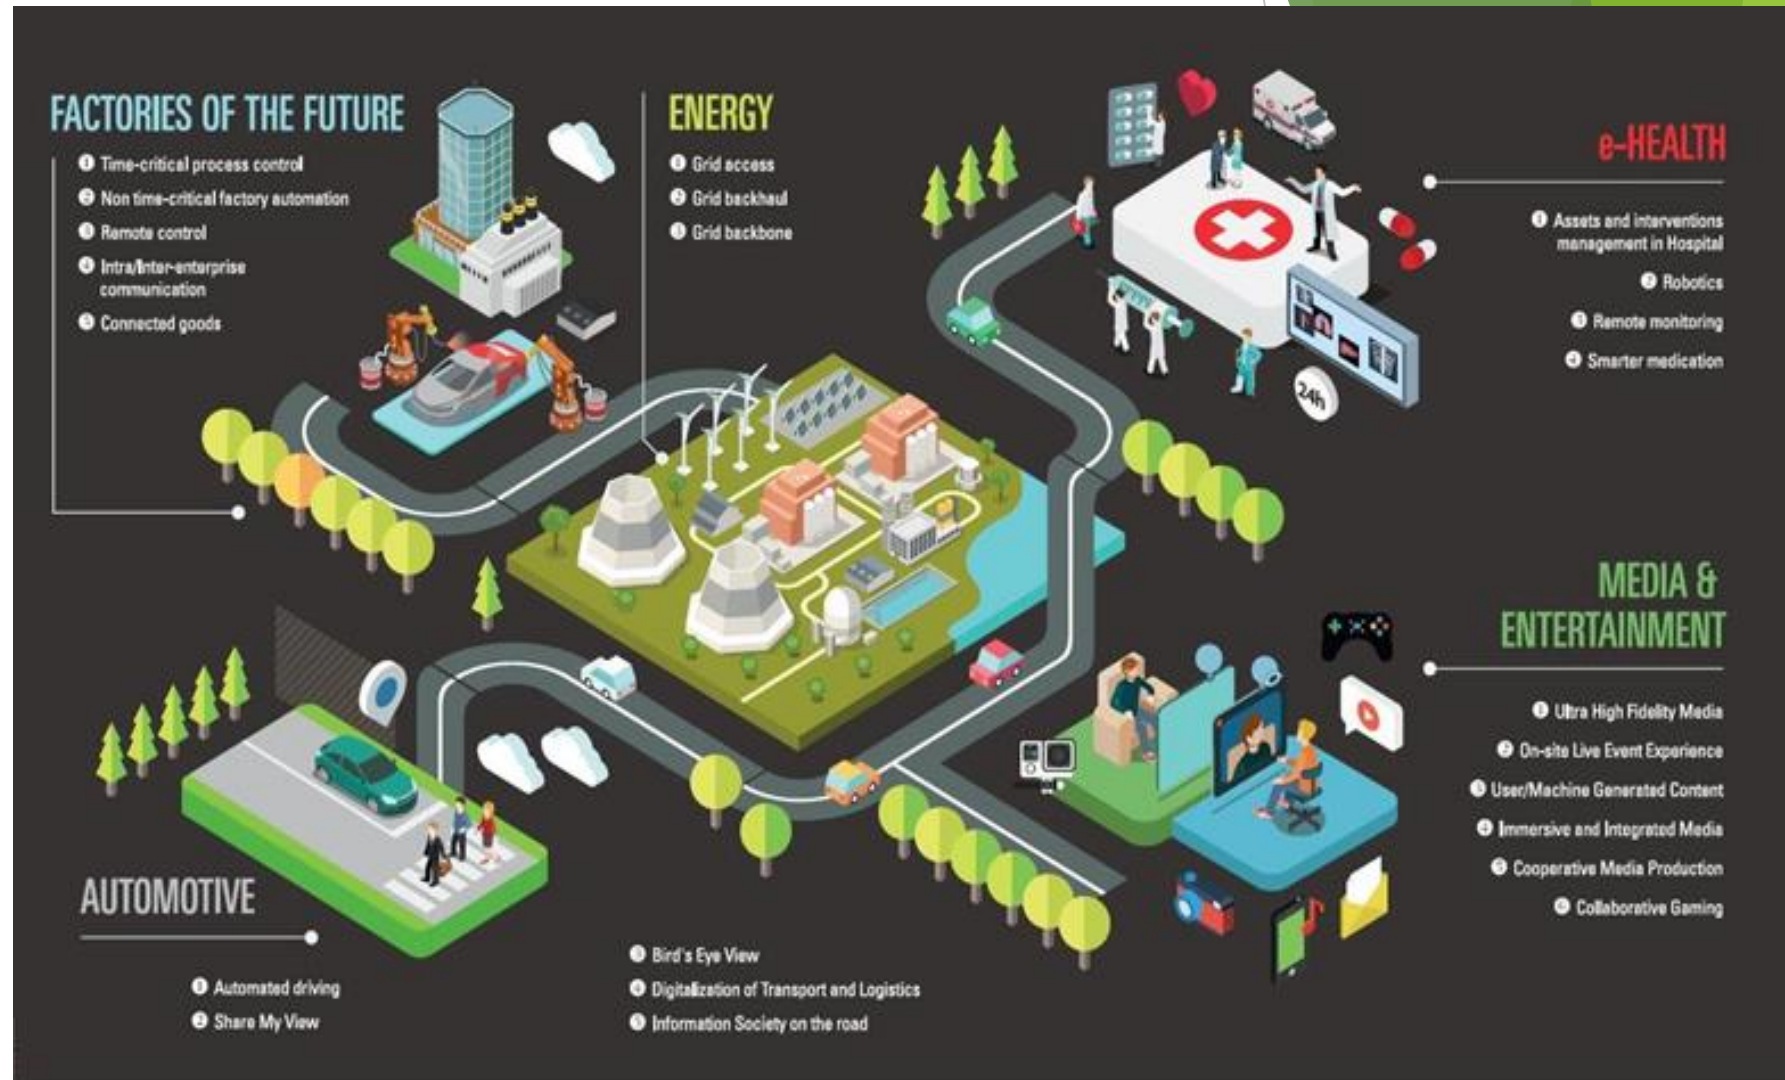 FACTORIES OF THE FUTURE
1 Time-critical process control
2 Non time-critical factory automation
3 Remote control
4 Intra/Inter-enterprise
communication
5 Connected goods
ENERGY
1 Grid access
2 Grid backhaul
3 Grid backbone
e-HEALTH
1 Assets and interventions
management in Hospital
2 Robotics
3 Remote monitoring
4 Smarter medication
24h
MEDIA &
ENTERTAINMENT
1 Ultra High Fidelity Media
2 On-site Live Event Experience
3 User/Machine Generated Content
4 Immersive and Integrated Media
5 Cooperative Media Production
6 Collaborative Gaming
AUTOMOTIVE
1 Automated driving
2 Share My View
3 Bird's Eye View
4 Digitalization of Transport and Logistics
5 Information Society on the road